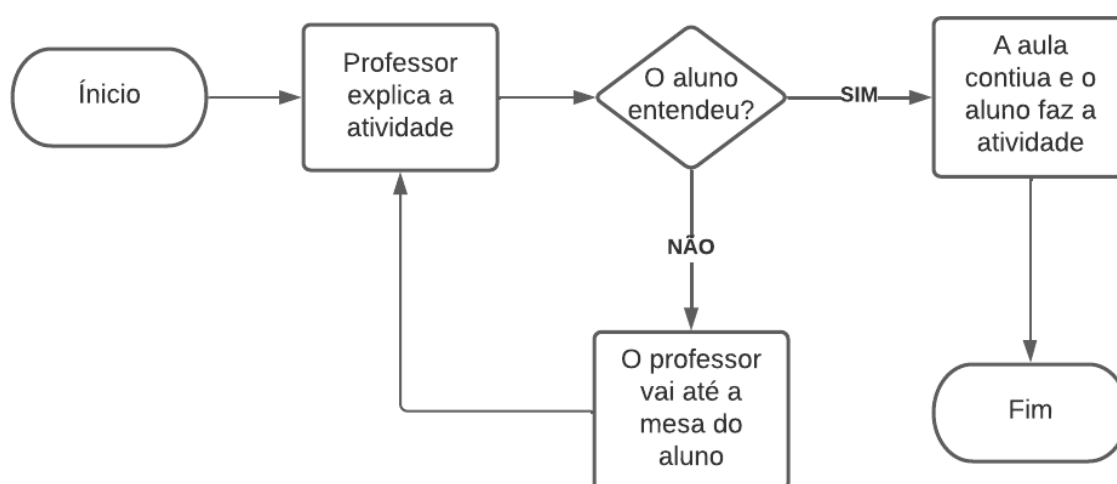 Ínicio
Professor
explica a
atividade
O aluno
entendeu?
SIM
A aula
contiua e o
aluno faz a
atividade
NÃO
O professor
vai até a
mesa do
aluno
Fim